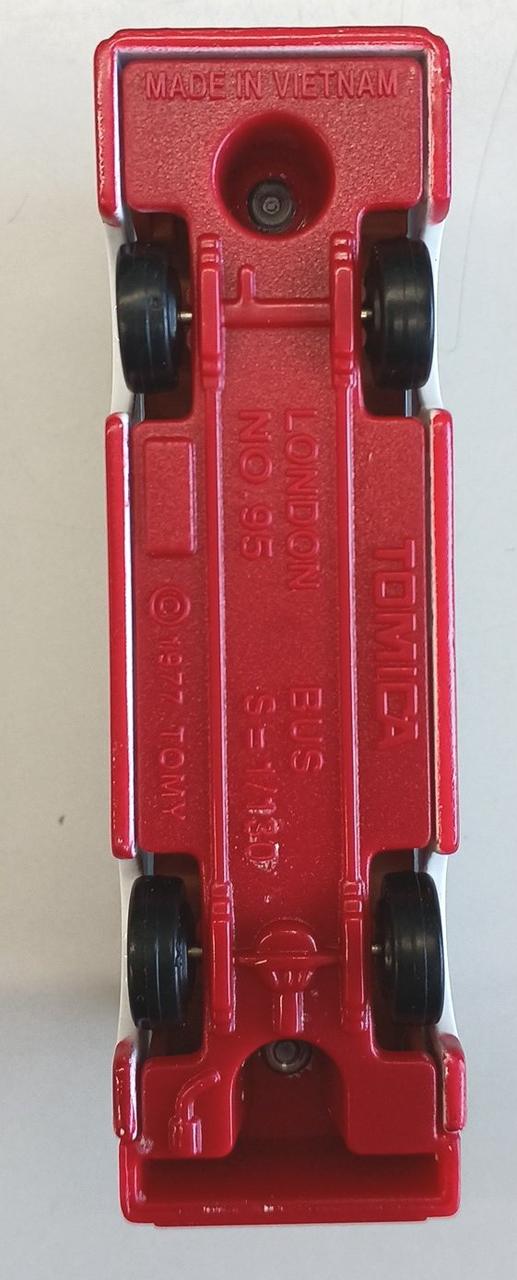 MADE IN VIETNAM
TOMICA
LONDON BUS
NO.95 S=1/130
© 1977 TOMY